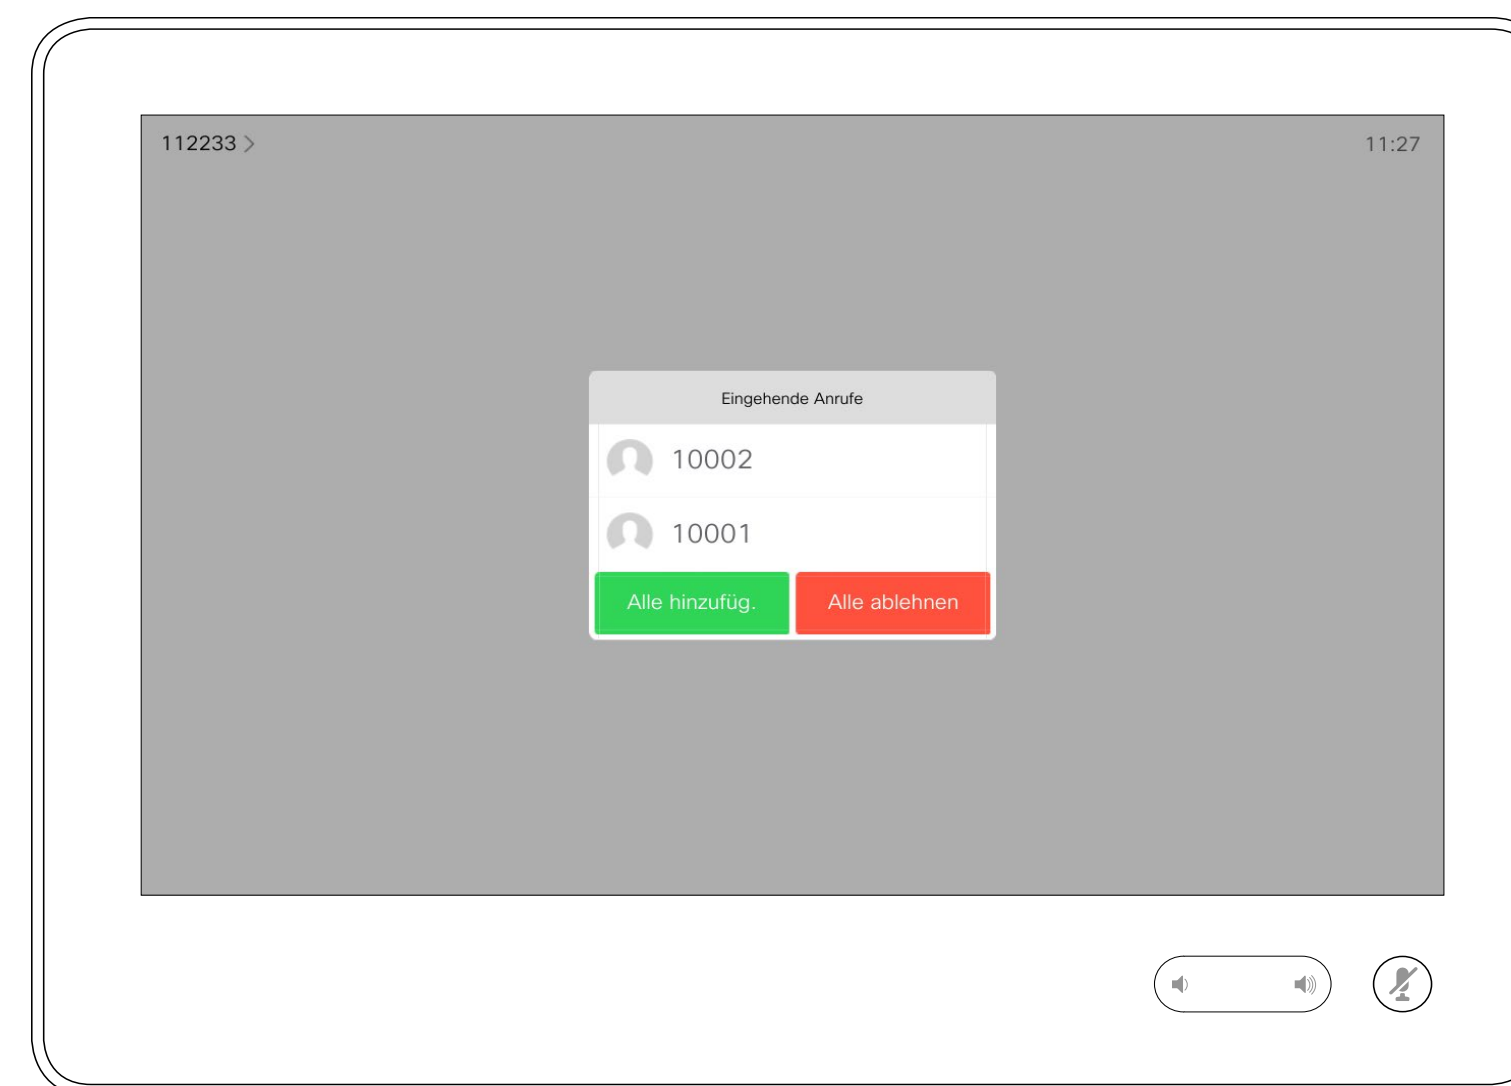 112233 >
11:27
Eingehende Anrufe
10002
10001
Alle hinzufüg.
Alle ablehnen